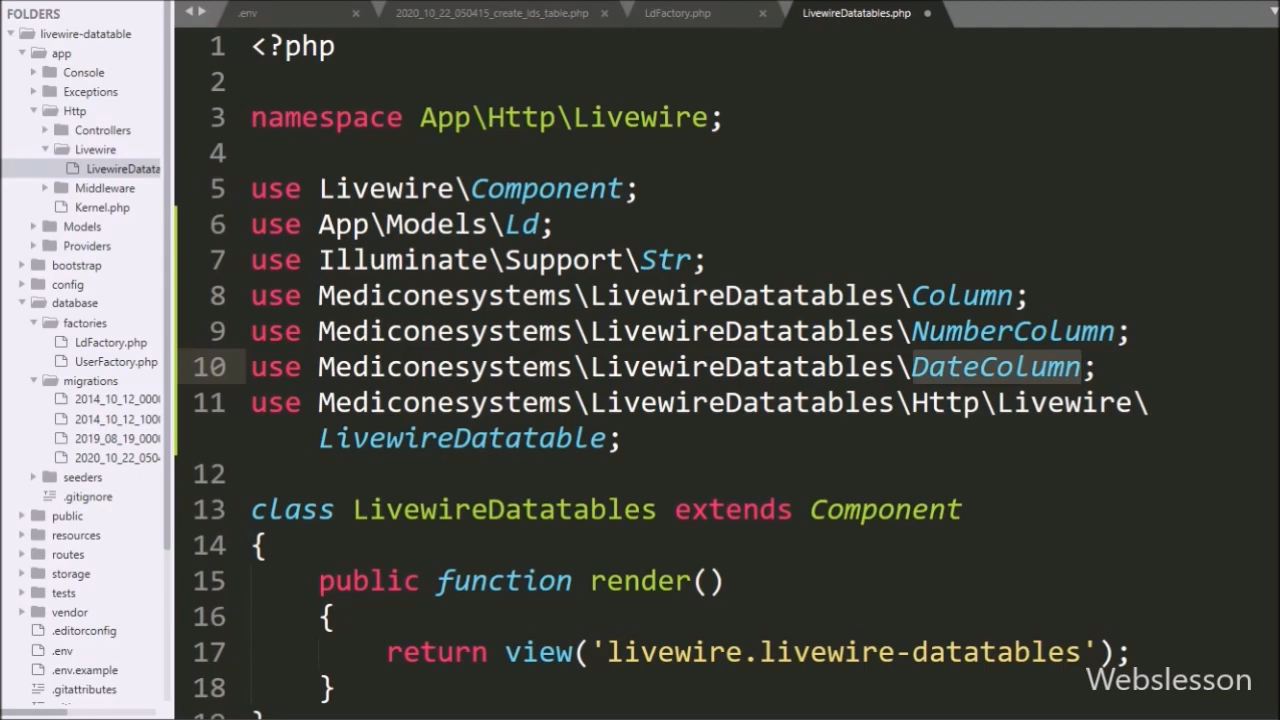 FOLDERS
livewire-datatable
app
Console
Exceptions
Http
Controllers
Livewire
LivewireDatata
Middleware
Kernel.php
Models
Providers
bootstrap
config
database
factories
LdFactory.php
UserFactory.php
migrations
2014_10_12_000
2014_10_12_100
2019_08_19_000
2020_10_22_050
seeders
.gitignore
public
resources
routes
storage
tests
vendor
.editorconfig
.env
.env.example
.gitattributes
.env
2020_10_22_050415_create_lds_table.php
LdFactory.php
LivewireDatatables.php
1 <?php
2
3 namespace App\Http\Livewire;
4
5 use Livewire\Component;
6 use App\Models\Ld;
7 use Illuminate\Support\Str;
8 use Mediconesystems\LivewireDatatables\Column;
9 use Mediconesystems\LivewireDatatables\NumberColumn;
10 use Mediconesystems\LivewireDatatables\DateColumn;
11 use Mediconesystems\LivewireDatatables\Http\Livewire\
LivewireDatatable;
12
13 class LivewireDatatables extends Component
14 {
15 public function render()
16 {
17 return view('livewire.livewire-datatables');
18 }
Webslesson